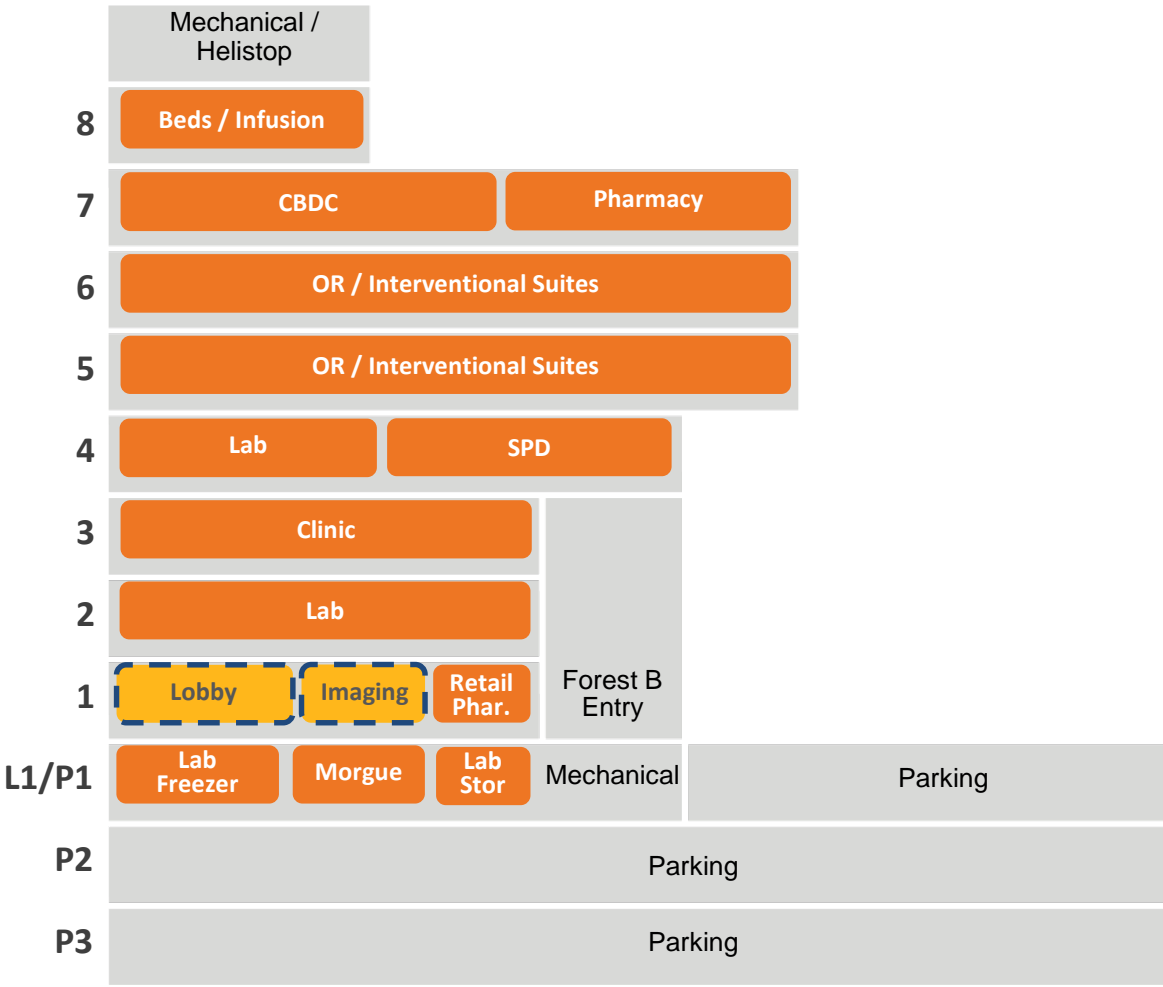 Mechanical /
Helistop
8
Beds / Infusion
7
CBDC
Pharmacy
6
OR / Interventional Suites
5
OR / Interventional Suites
4
Lab
SPD
3
Clinic
2
Lab
1
Lobby
Imaging
Retail
Phar.
Forest B
Entry
L1/P1
Lab
Freezer
Morgue
Lab
Stor
Mechanical
Parking
P2
Parking
P3
Parking